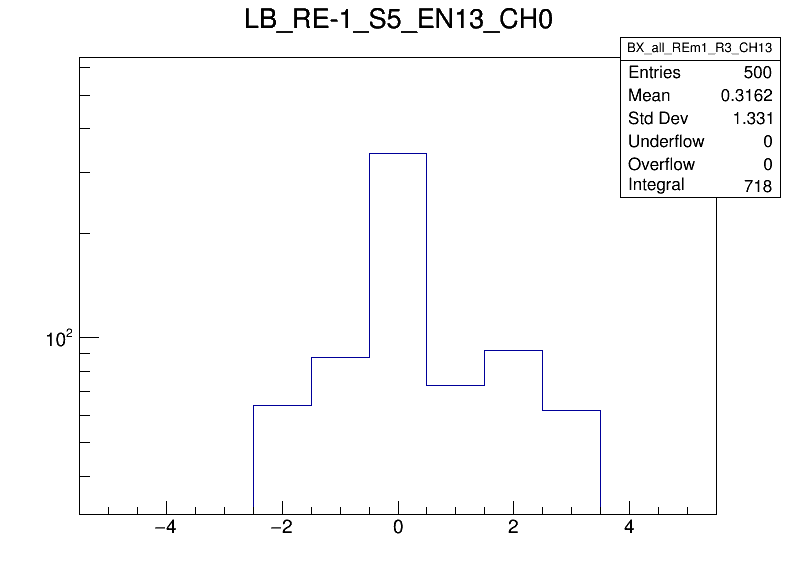 LB_RE-1_S5_EN13_CH0
BX_all_REm1_R3_CH13
Entries 500
Mean 0.3162
Std Dev 1.331
Underflow 0
Overflow 0
Integral 718
10²
−4 −2 0 2 4